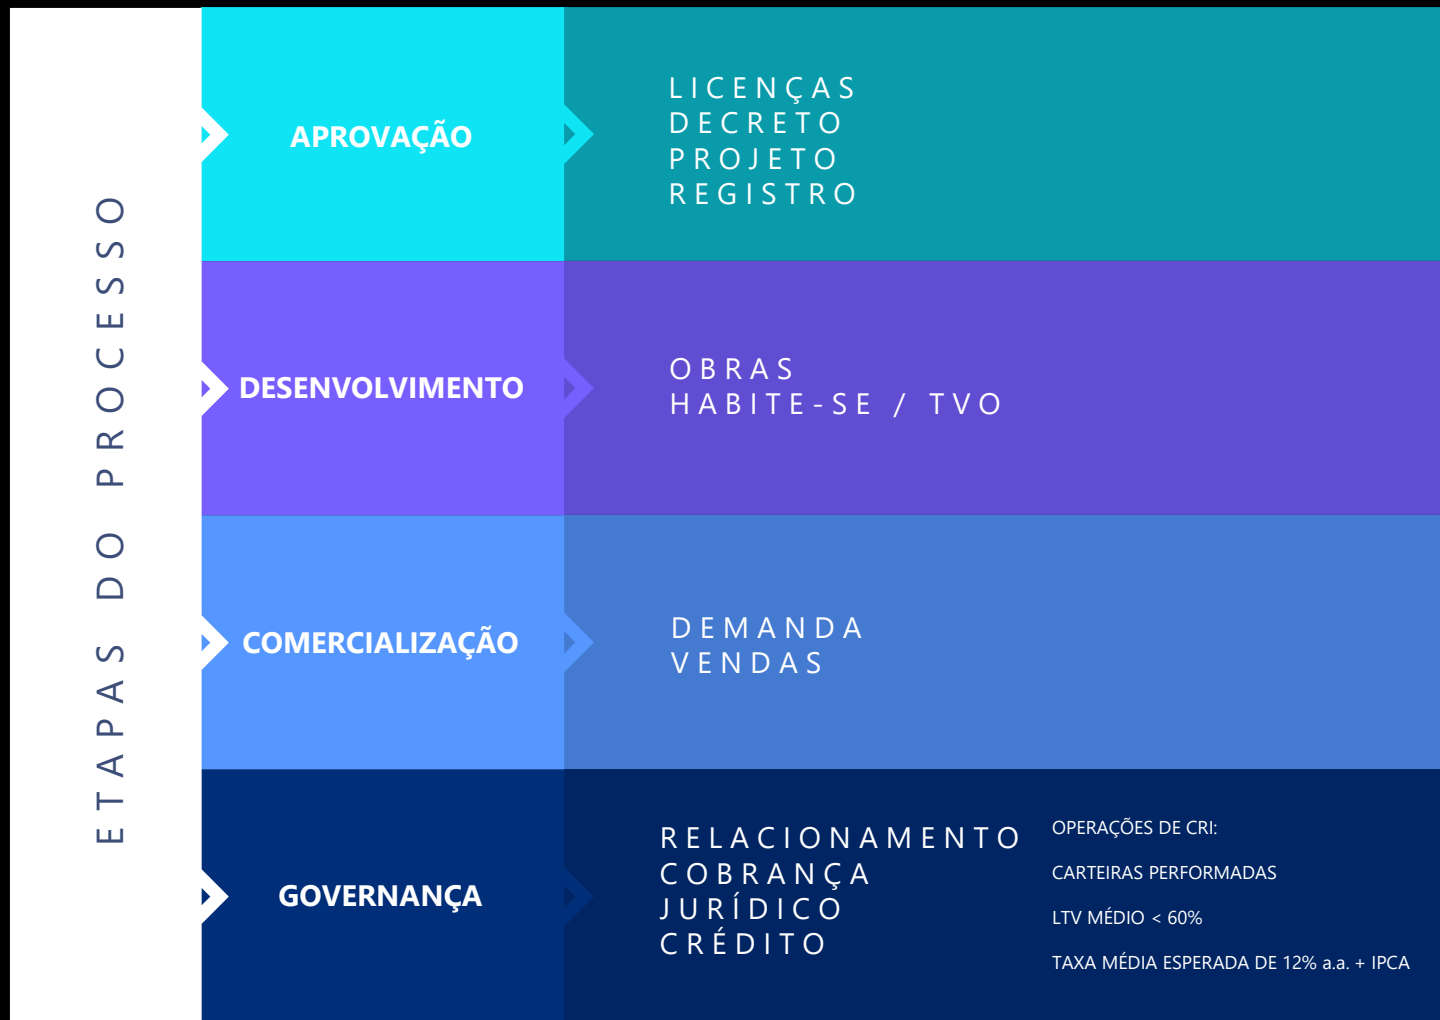 ETAPAS DO PROCESSO
APROVAÇÃO
LICENÇAS
DECRETO
PROJETO
REGISTRO
DESENVOLVIMENTO
OBRAS
HABITE-SE / TVO
COMERCIALIZAÇÃO
DEMANDA
VENDAS
GOVERNANÇA
RELACIONAMENTO
COBRANÇA
JURÍDICO
CRÉDITO
OPERAÇÕES DE CRI:
CARTEIRAS PERFORMADAS
LTV MÉDIO < 60%
TAXA MÉDIA ESPERADA DE 12% a.a. + IPCA